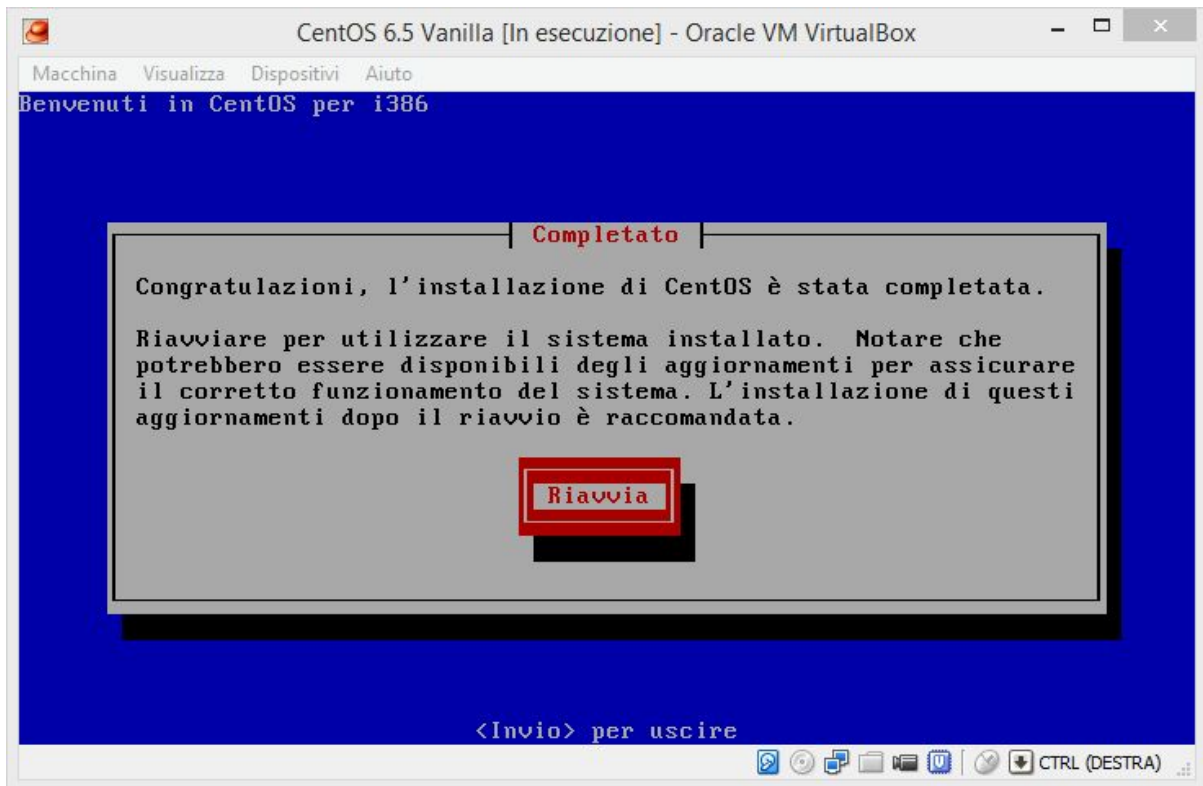 CentOS 6.5 Vanilla [In esecuzione] - Oracle VM VirtualBox
Macchina Visualizza Dispositivi Aiuto
Benvenuti in CentOS per i386
Completato
Congratulazioni, l'installazione di CentOS è stata completata.
Riavviare per utilizzare il sistema installato.  Notare che
potrebbero essere disponibili degli aggiornamenti per assicurare
il corretto funzionamento del sistema. L'installazione di questi
aggiornamenti dopo il riavvio è raccomandata.
Riavvia
<Invio> per uscire
CTRL (DESTRA)